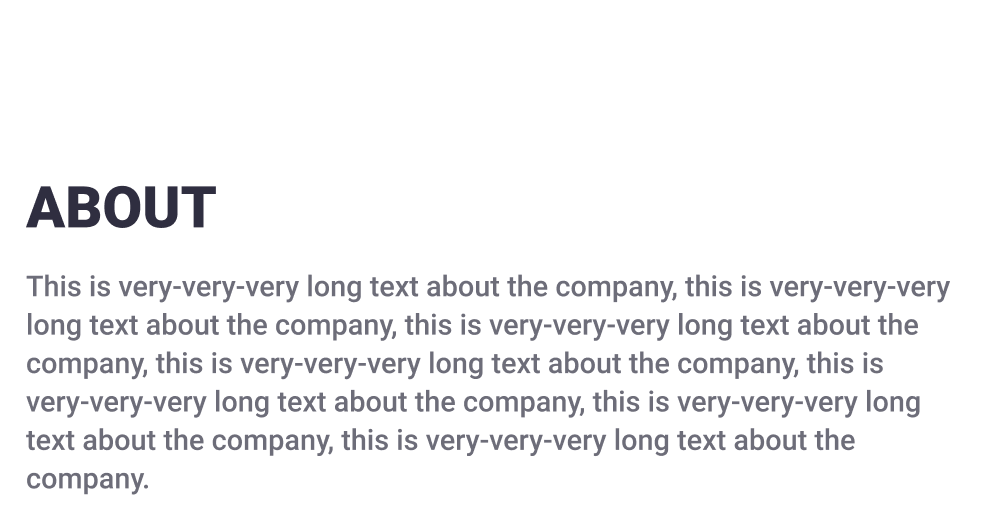 ABOUT
This is very-very-very long text about the company, this is very-very-very
long text about the company, this is very-very-very long text about the
company, this is very-very-very long text about the company, this is
very-very-very long text about the company, this is very-very-very long
text about the company, this is very-very-very long text about the
company.